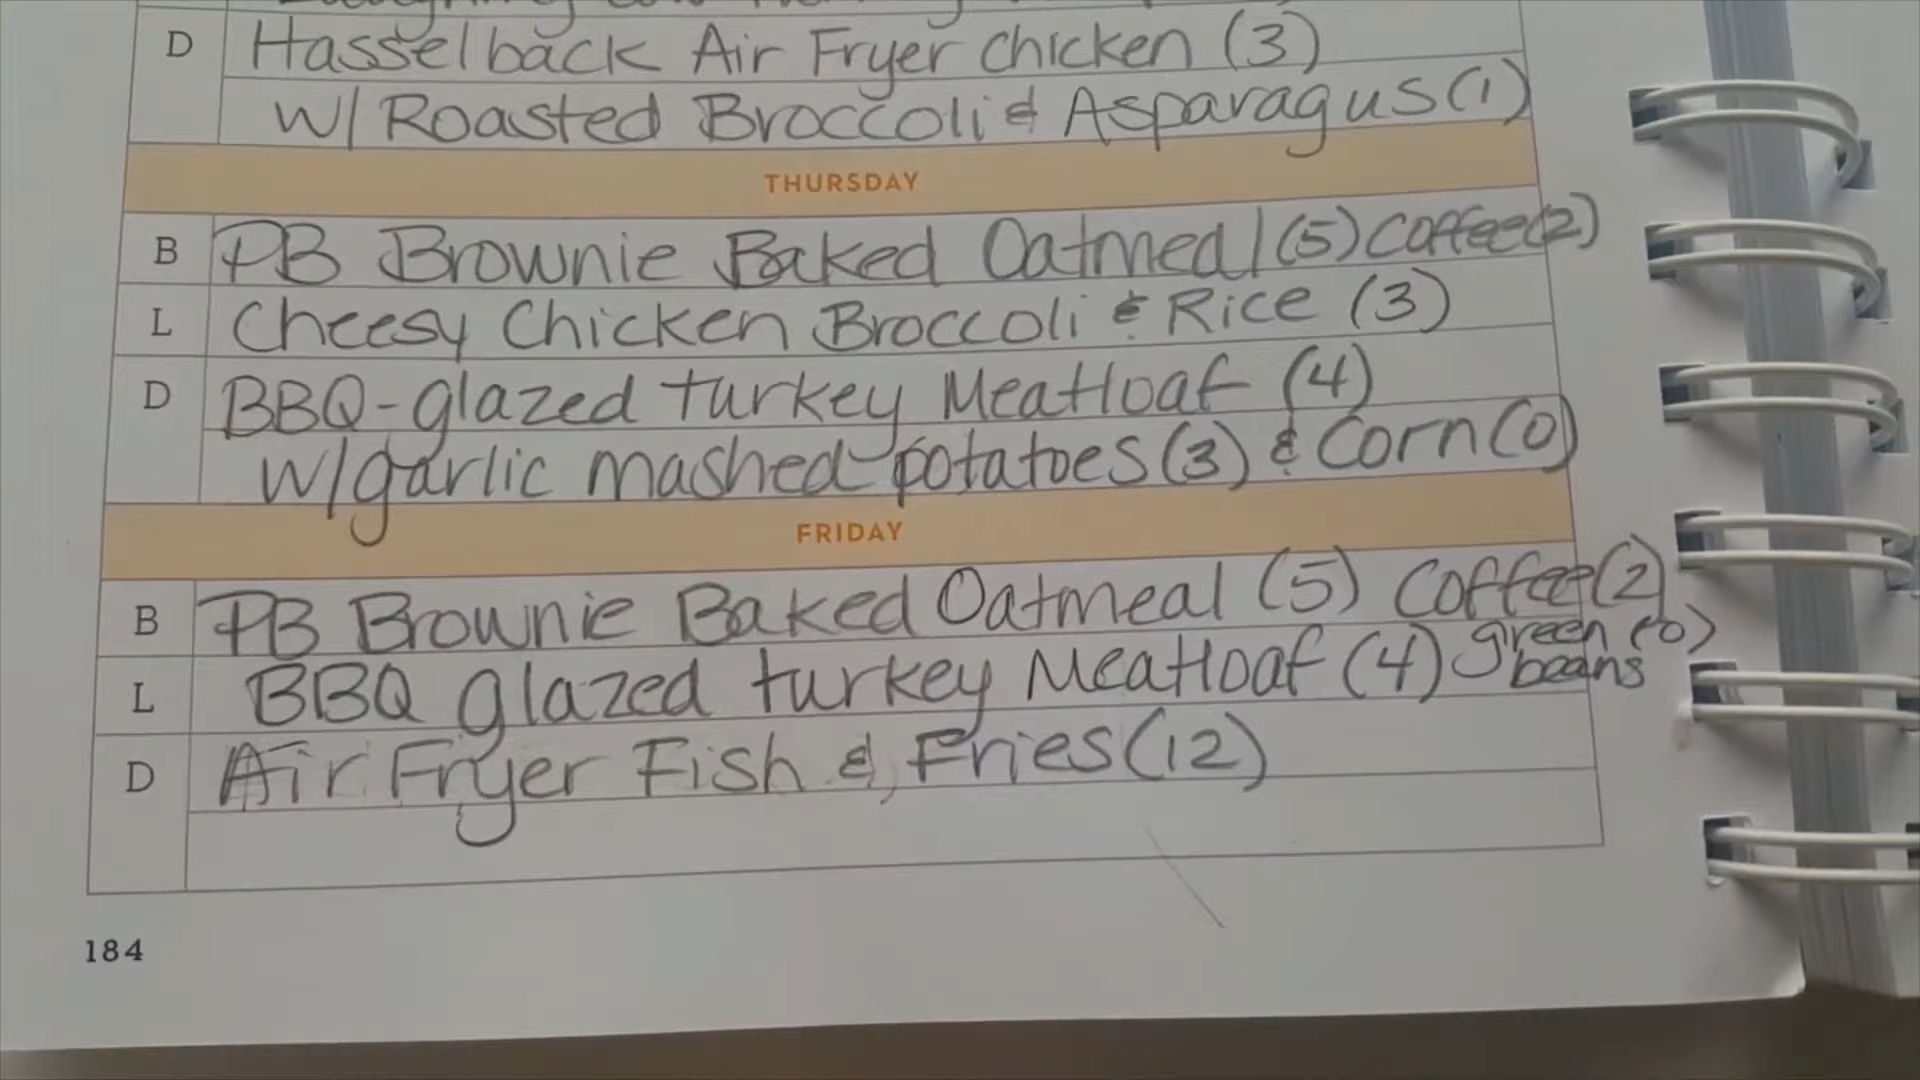 D Hasselback Air Fryer Chicken (3)
w/ Roasted Broccoli & Asparagus (1)
THURSDAY
B PB Brownie Baked Oatmeal (5) Coffee (2)
L Cheesy Chicken Broccoli & Rice (3)
D BBQ-glazed turkey Meatloaf (4)
w/garlic mashed potatoes (3) & Corn (0)
FRIDAY
B PB Brownie Baked Oatmeal (5) Coffee (2)
L BBQ glazed turkey Meatloaf (4) green beans (0)
D Air Fryer Fish & Fries (12)
184